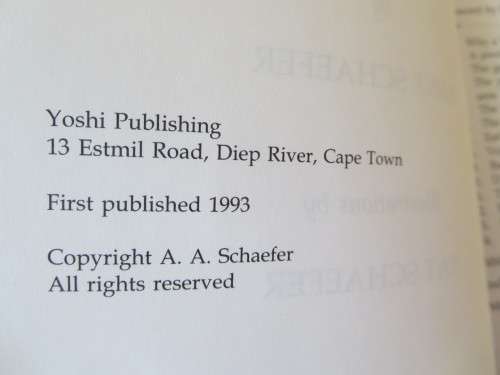 Yoshi Publishing
13 Estmil Road, Diep River, Cape Town
First published 1993
Copyright A. A. Schaefer
All rights reserved